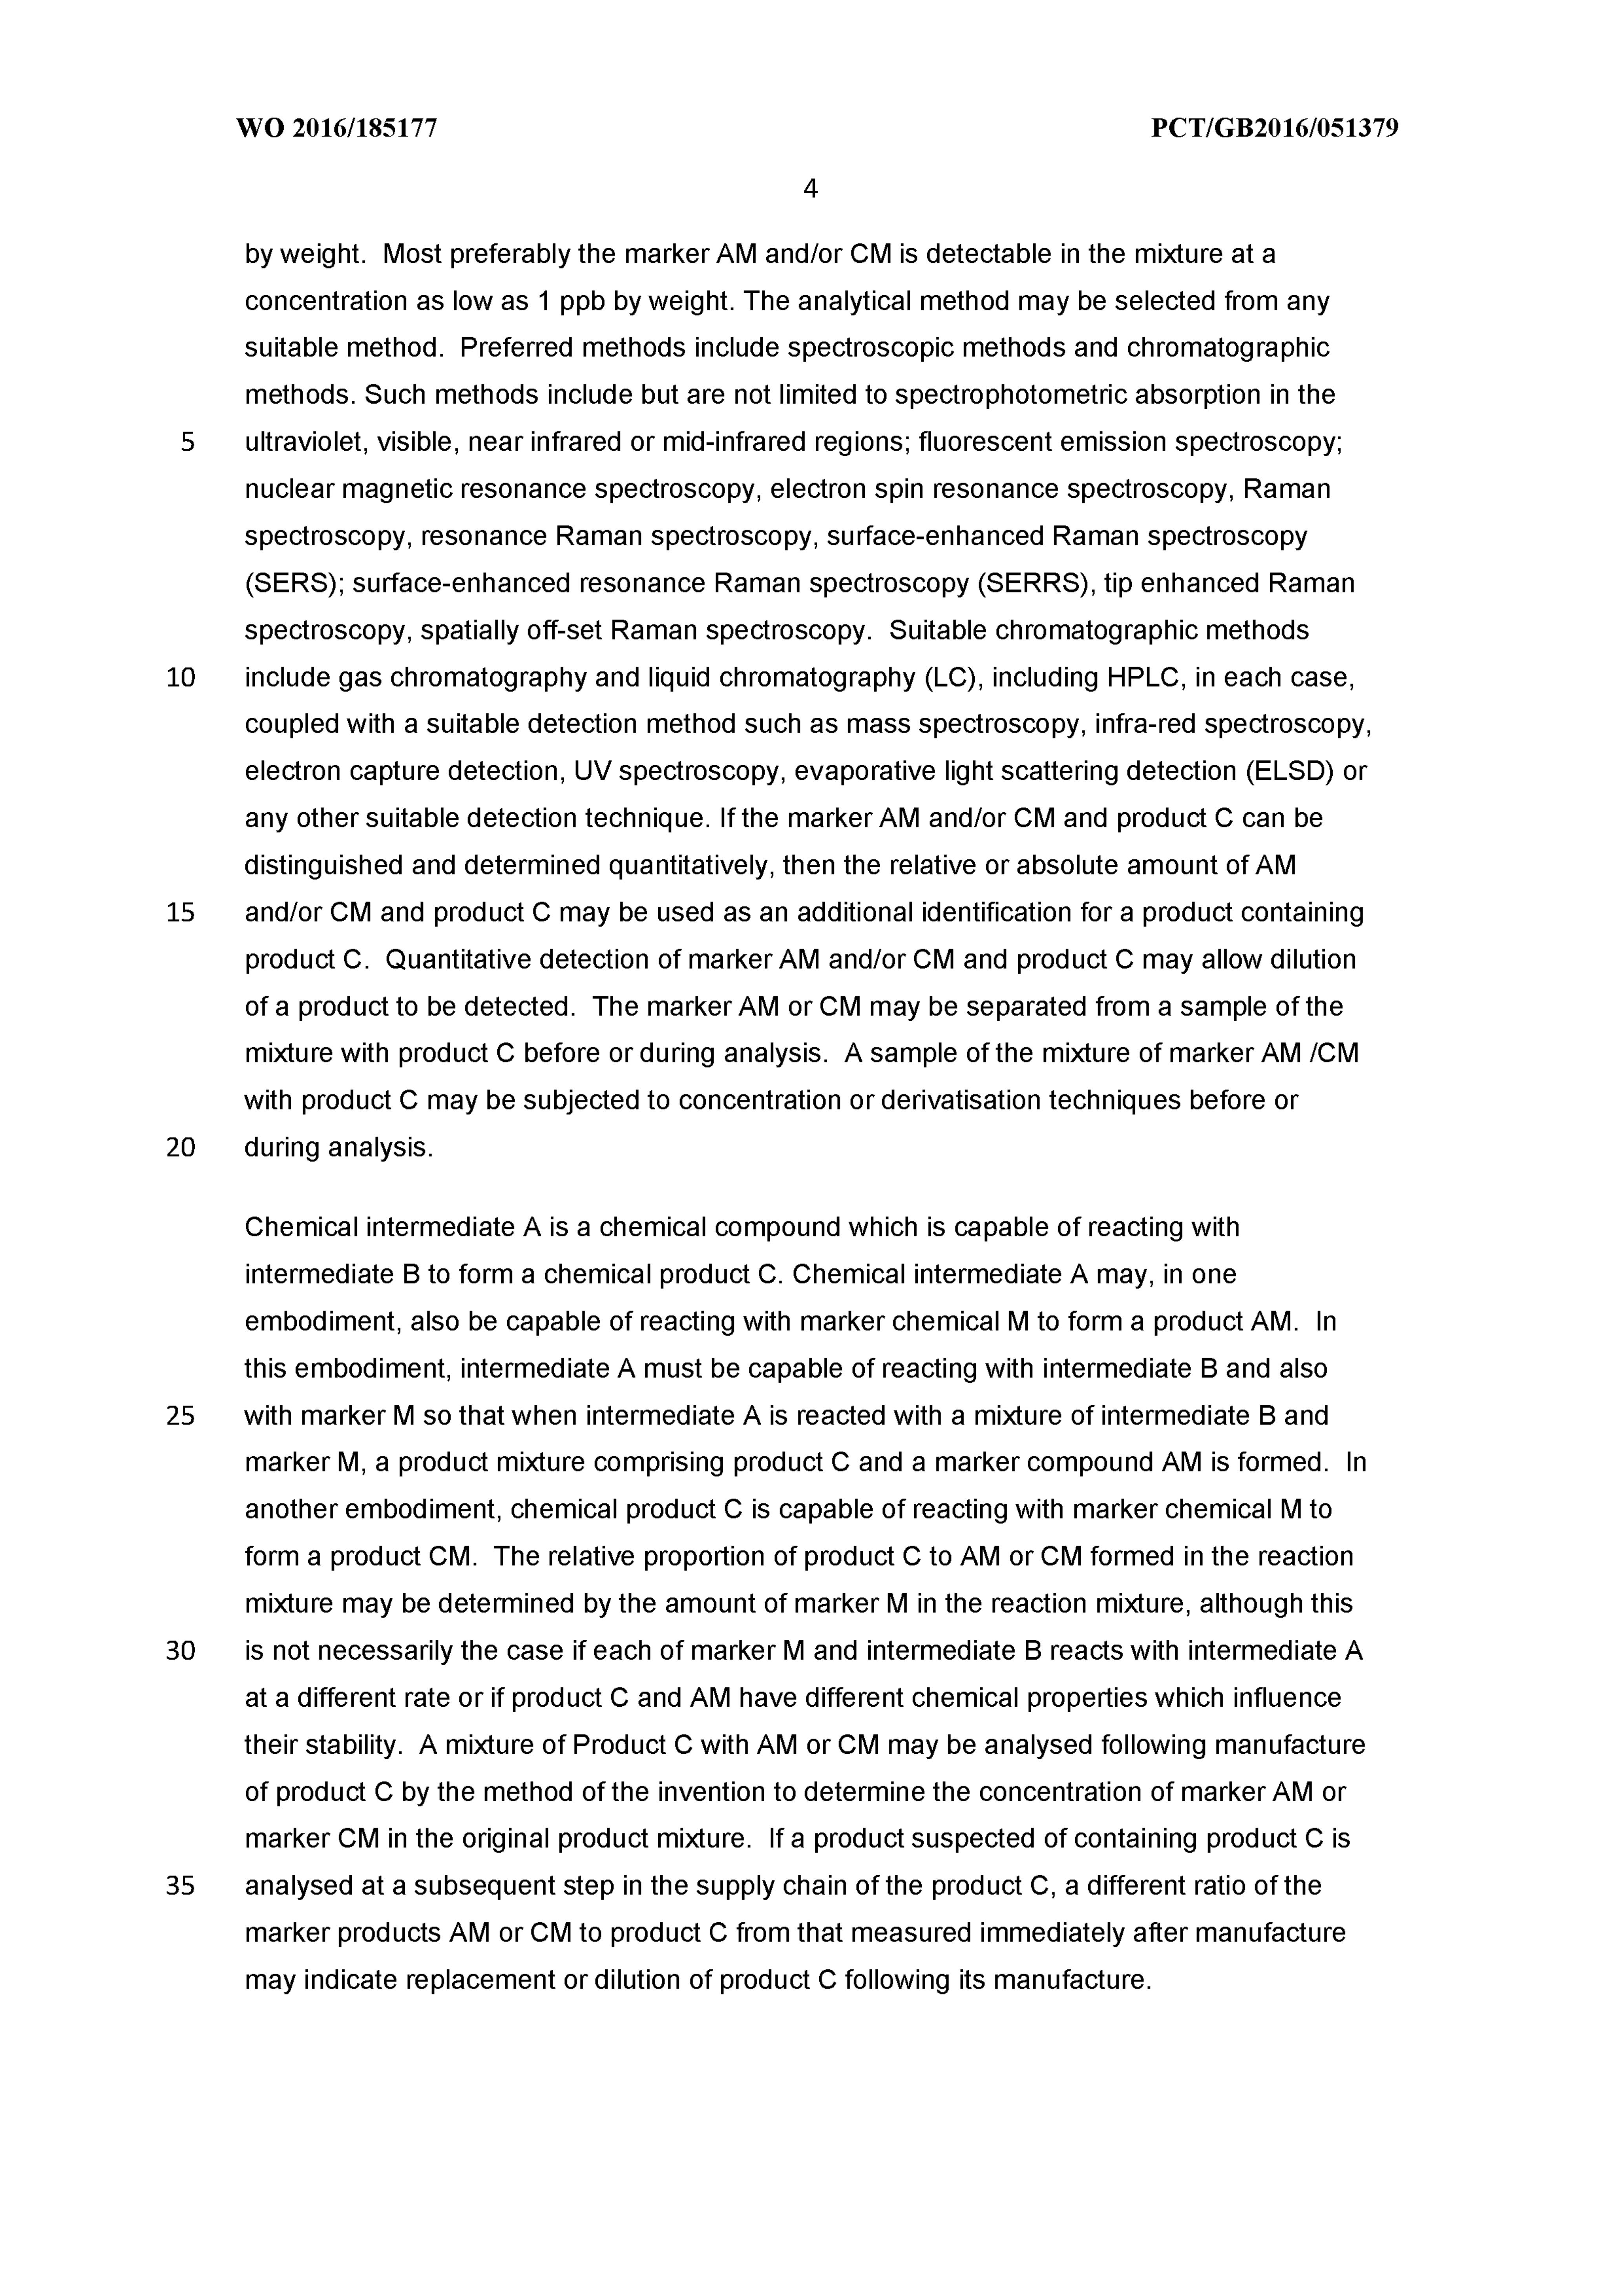 WO 2016/185177 PCT/GB2016/051379
4
by weight. Most preferably the marker AM and/or CM is detectable in the mixture at a
concentration as low as 1 ppb by weight. The analytical method may be selected from any
suitable method. Preferred methods include spectroscopic methods and chromatographic
methods. Such methods include but are not limited to spectrophotometric absorption in the
5 ultraviolet, visible, near infrared or mid-infrared regions; fluorescent emission spectroscopy;
nuclear magnetic resonance spectroscopy, electron spin resonance spectroscopy, Raman
spectroscopy, resonance Raman spectroscopy, surface-enhanced Raman spectroscopy
(SERS); surface-enhanced resonance Raman spectroscopy (SERRS), tip enhanced Raman
spectroscopy, spatially off-set Raman spectroscopy. Suitable chromatographic methods
10 include gas chromatography and liquid chromatography (LC), including HPLC, in each case,
coupled with a suitable detection method such as mass spectroscopy, infra-red spectroscopy,
electron capture detection, UV spectroscopy, evaporative light scattering detection (ELSD) or
any other suitable detection technique. If the marker AM and/or CM and product C can be
distinguished and determined quantitatively, then the relative or absolute amount of AM
15 and/or CM and product C may be used as an additional identification for a product containing
product C. Quantitative detection of marker AM and/or CM and product C may allow dilution
of a product to be detected. The marker AM or CM may be separated from a sample of the
mixture with product C before or during analysis. A sample of the mixture of marker AM /CM
with product C may be subjected to concentration or derivatisation techniques before or
20 during analysis.
Chemical intermediate A is a chemical compound which is capable of reacting with
intermediate B to form a chemical product C. Chemical intermediate A may, in one
embodiment, also be capable of reacting with marker chemical M to form a product AM. In
this embodiment, intermediate A must be capable of reacting with intermediate B and also
25 with marker M so that when intermediate A is reacted with a mixture of intermediate B and
marker M, a product mixture comprising product C and a marker compound AM is formed. In
another embodiment, chemical product C is capable of reacting with marker chemical M to
form a product CM. The relative proportion of product C to AM or CM formed in the reaction
mixture may be determined by the amount of marker M in the reaction mixture, although this
30 is not necessarily the case if each of marker M and intermediate B reacts with intermediate A
at a different rate or if product C and AM have different chemical properties which influence
their stability. A mixture of Product C with AM or CM may be analysed following manufacture
of product C by the method of the invention to determine the concentration of marker AM or
marker CM in the original product mixture. If a product suspected of containing product C is
35 analysed at a subsequent step in the supply chain of the product C, a different ratio of the
marker products AM or CM to product C from that measured immediately after manufacture
may indicate replacement or dilution of product C following its manufacture.